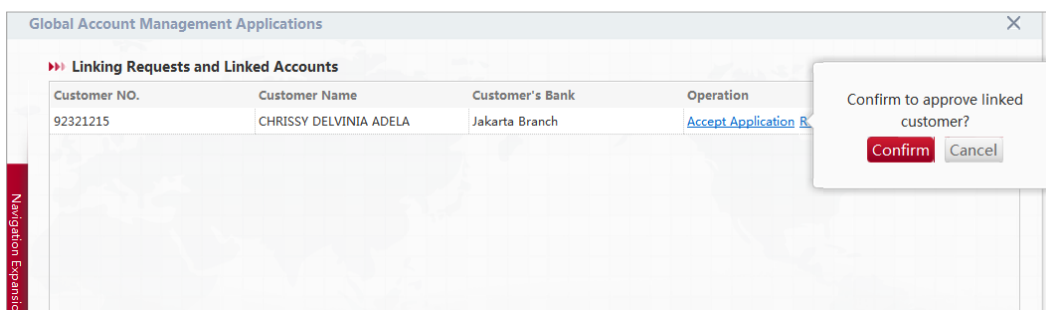 Global Account Management Applications
Linking Requests and Linked Accounts
Customer NO. Customer Name Customer's Bank Operation
92321215 CHRISSY DELVINIA ADELA Jakarta Branch Accept Application R
Confirm to approve linked
customer?
Confirm Cancel
Navigation Expansio